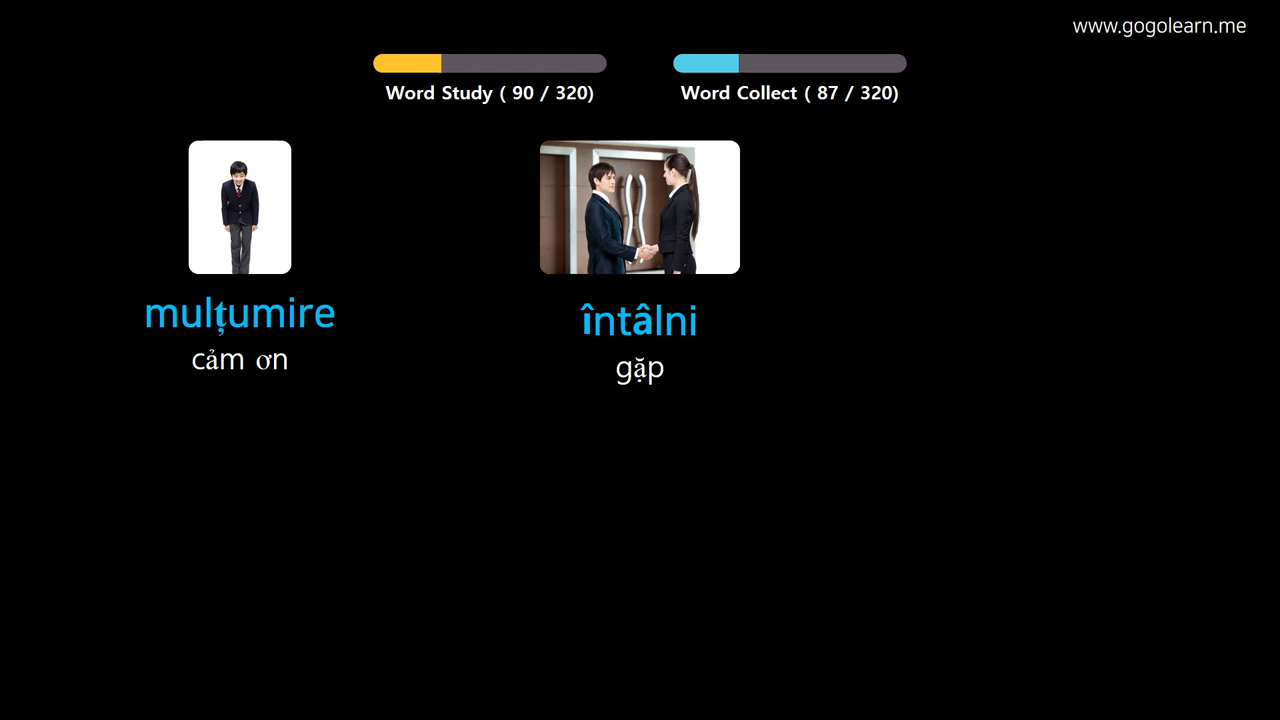 www.gogolearn.me
Word Study ( 90 / 320)
Word Collect ( 87 / 320)
mulțumire
cảm ơn
întâlni
gặp